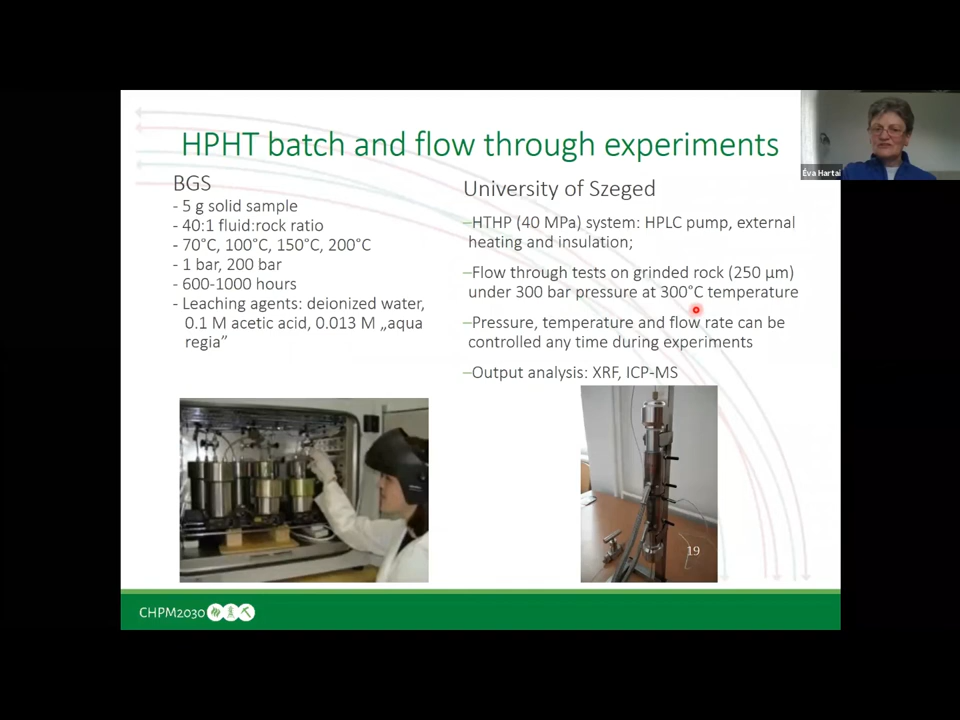 HPHT batch and flow through experiments
Éva Hartai
BGS
- 5 g solid sample
- 40:1 fluid:rock ratio
- 70°C, 100°C, 150°C, 200°C
- 1 bar, 200 bar
- 600-1000 hours
- Leaching agents: deionized water,
0.1 M acetic acid, 0.013 M „aqua
regia”
University of Szeged
–HTHP (40 MPa) system: HPLC pump, external
heating and insulation;
–Flow through tests on grinded rock (250 µm)
under 300 bar pressure at 300°C temperature
–Pressure, temperature and flow rate can be
controlled any time during experiments
–Output analysis: XRF, ICP-MS
19
CHPM2030